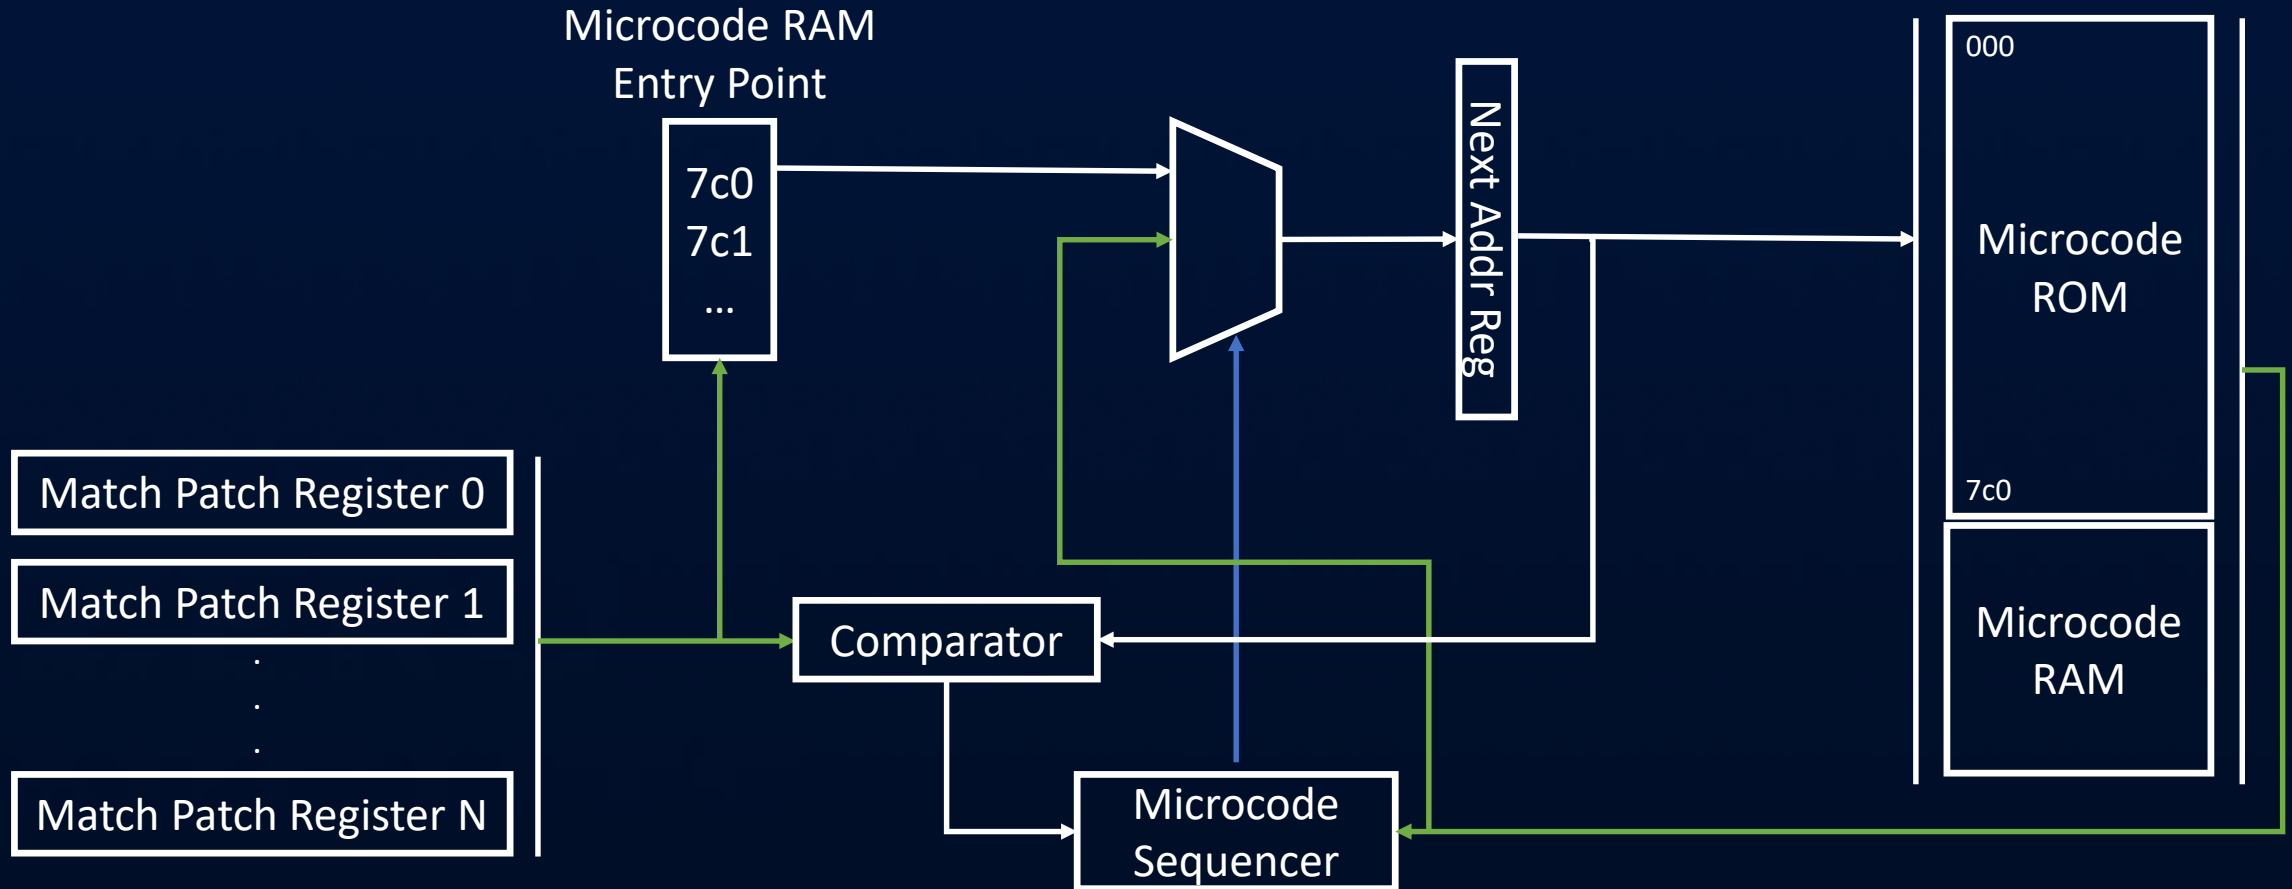 Microcode RAM
Entry Point
7c0
7c1
...
Next Addr Reg
000
Microcode
ROM
7c0
Microcode
RAM
Match Patch Register 0
Match Patch Register 1
.
.
.
Match Patch Register N
Comparator
Microcode
Sequencer